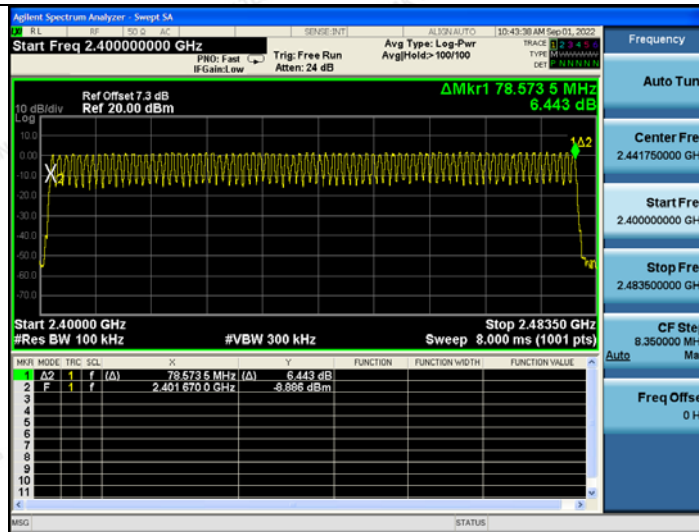 Agilent Spectrum Analyzer - Swept SA
RL RF 50 Ω AC SENSE:INT ALIGN AUTO 10:43:38 AM Sep 01, 2022
Start Freq 2.400000000 GHz
PNO: Fast
IFGain:Low
Trig: Free Run
Atten: 24 dB
Avg Type: Log-Pwr
Avg|Hold:> 100/100
TRACE 1 2 3 4 5 6
TYPE M
DET P N N N N N
Ref Offset 7.3 dB
10 dB/div Ref 20.00 dBm
ΔMkr1 78.573 5 MHz
6.443 dB
Log
10.0
0.00
-10.0
-20.0
-30.0
-40.0
-50.0
-60.0
-70.0
1Δ2
X2
Start 2.40000 GHz Stop 2.48350 GHz
#Res BW 100 kHz #VBW 300 kHz Sweep 8.000 ms (1001 pts)
MKR MODE TRC SCL X Y FUNCTION FUNCTION WIDTH FUNCTION VALUE
1 Δ2 1 f (Δ) 78.573 5 MHz (Δ) 6.443 dB
2 F 1 f 2.401 670 0 GHz -8.886 dBm
3
4
5
6
7
8
9
10
11
MSG STATUS
Frequency
Auto Tun
Center Fre
2.441750000 GH
Start Fre
2.400000000 GH
Stop Fre
2.483500000 GH
CF Ste
8.350000 MH
Auto Ma
Freq Offse
0 H